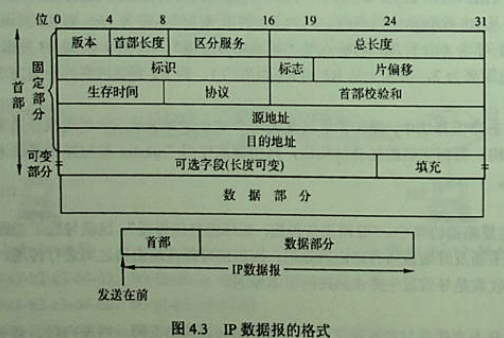 位 0 4 8 16 19 24 31
版本 首部长度 区分服务 总长度
标识 标志 片偏移
生存时间 协议 首部校验和
源地址
目的地址
可选字段(长度可变) 填充
数据部分
首部
固定部分
可变部分
首部 数据部分
IP数据报
发送在前
图 4.3 IP 数据报的格式